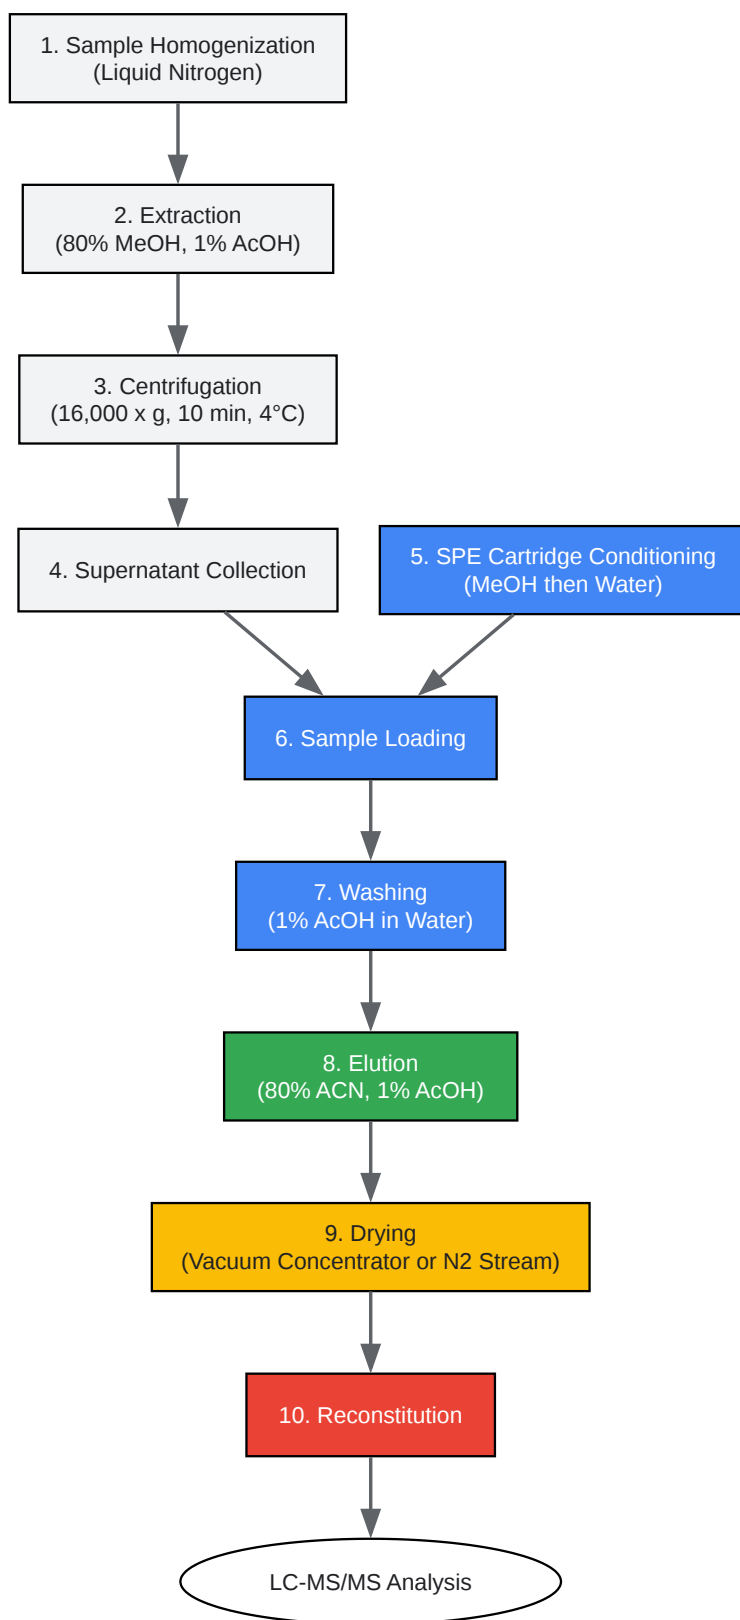 1. Sample Homogenization
(Liquid Nitrogen)
2. Extraction
(80% MeOH, 1% AcOH)
3. Centrifugation
(16,000 x g, 10 min, 4°C)
4. Supernatant Collection
5. SPE Cartridge Conditioning
(MeOH then Water)
6. Sample Loading
7. Washing
(1% AcOH in Water)
8. Elution
(80% ACN, 1% AcOH)
9. Drying
(Vacuum Concentrator or N2 Stream)
10. Reconstitution
LC-MS/MS Analysis